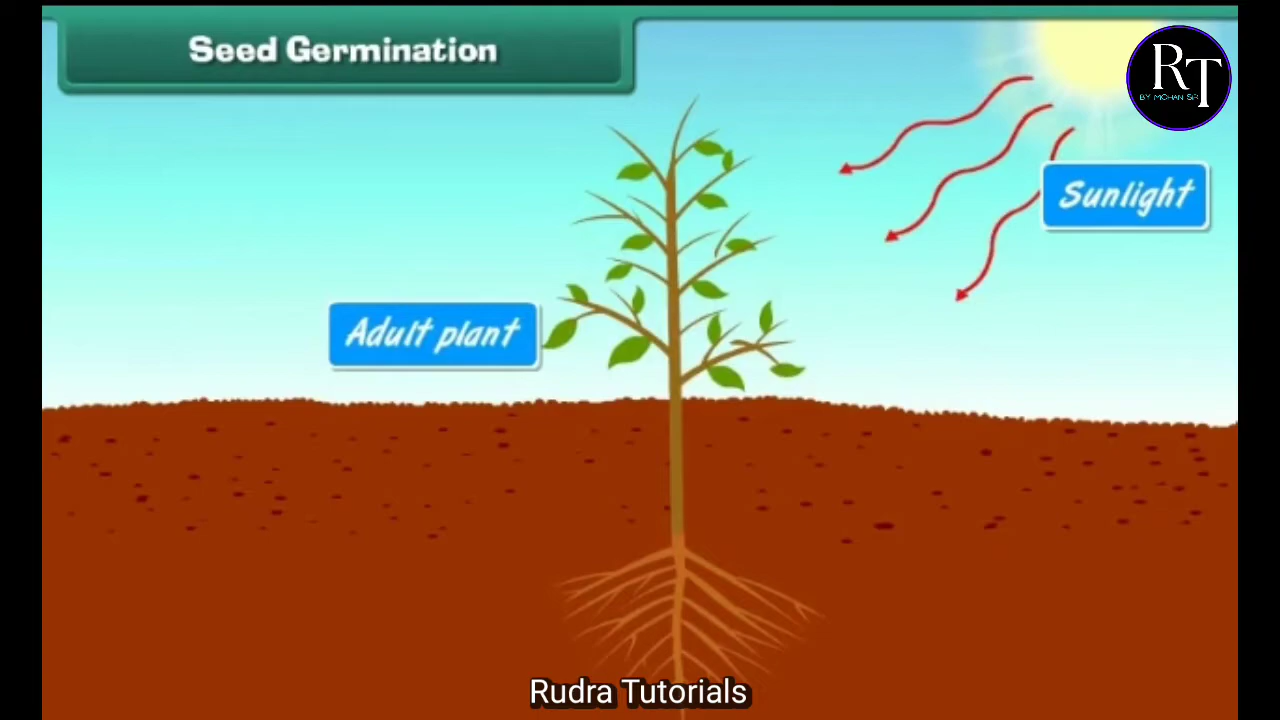 Seed Germination
RT
BY MOHAN SIR
Sunlight
Adult plant
Rudra Tutorials